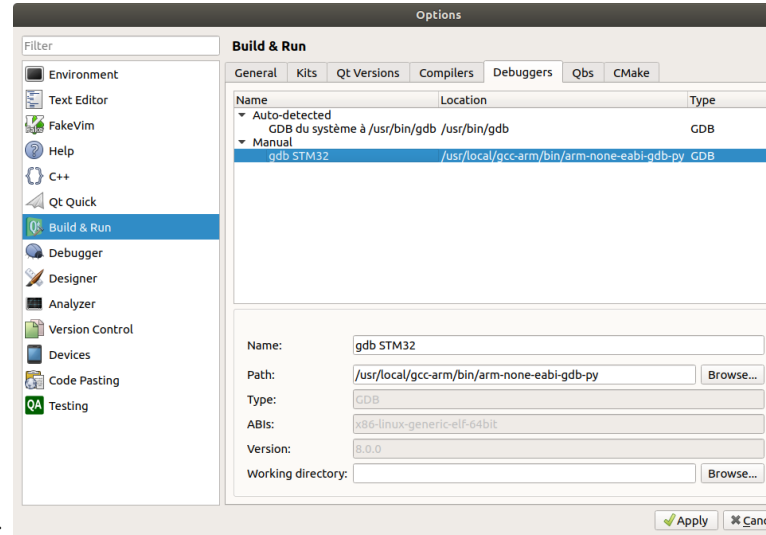 Options
Filter
Build & Run
Environment
Text Editor
FakeVim
Help
C++
Qt Quick
Build & Run
Debugger
Designer
Analyzer
Version Control
Devices
Code Pasting
QA Testing
General Kits Qt Versions Compilers Debuggers Qbs CMake
Name Location Type
Auto-detected
GDB du système à /usr/bin/gdb /usr/bin/gdb GDB
Manual
gdb STM32 /usr/local/gcc-arm/bin/arm-none-eabi-gdb-py GDB
Name: gdb STM32
Path: /usr/local/gcc-arm/bin/arm-none-eabi-gdb-py Browse...
Type: GDB
ABIs: x86-linux-generic-elf-64bit
Version: 8.0.0
Working directory: Browse...
Apply Canc